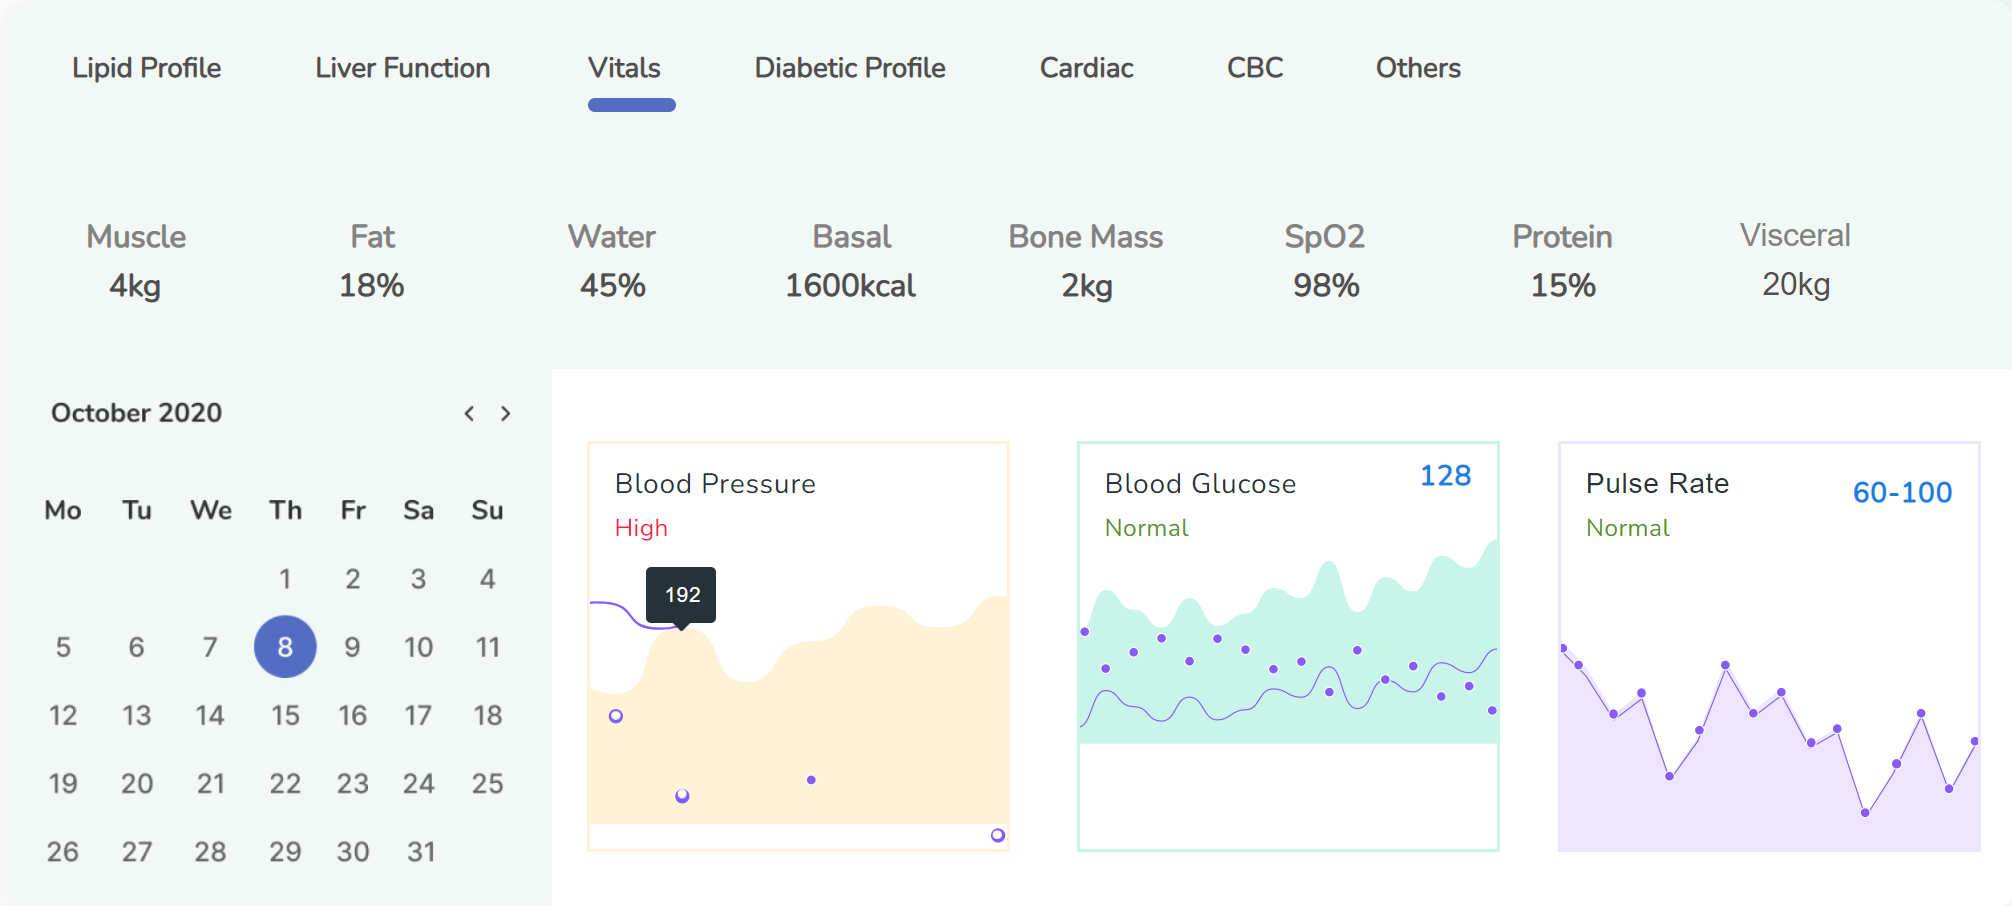 Lipid Profile Liver Function Vitals Diabetic Profile Cardiac CBC Others
Muscle Fat Water Basal Bone Mass SpO2 Protein Visceral
4kg 18% 45% 1600kcal 2kg 98% 15% 20kg
October 2020 < >
Mo Tu We Th Fr Sa Su
1 2 3 4
5 6 7 8 9 10 11
12 13 14 15 16 17 18
19 20 21 22 23 24 25
26 27 28 29 30 31
Blood Pressure
High
192
Blood Glucose 128
Normal
Pulse Rate 60-100
Normal